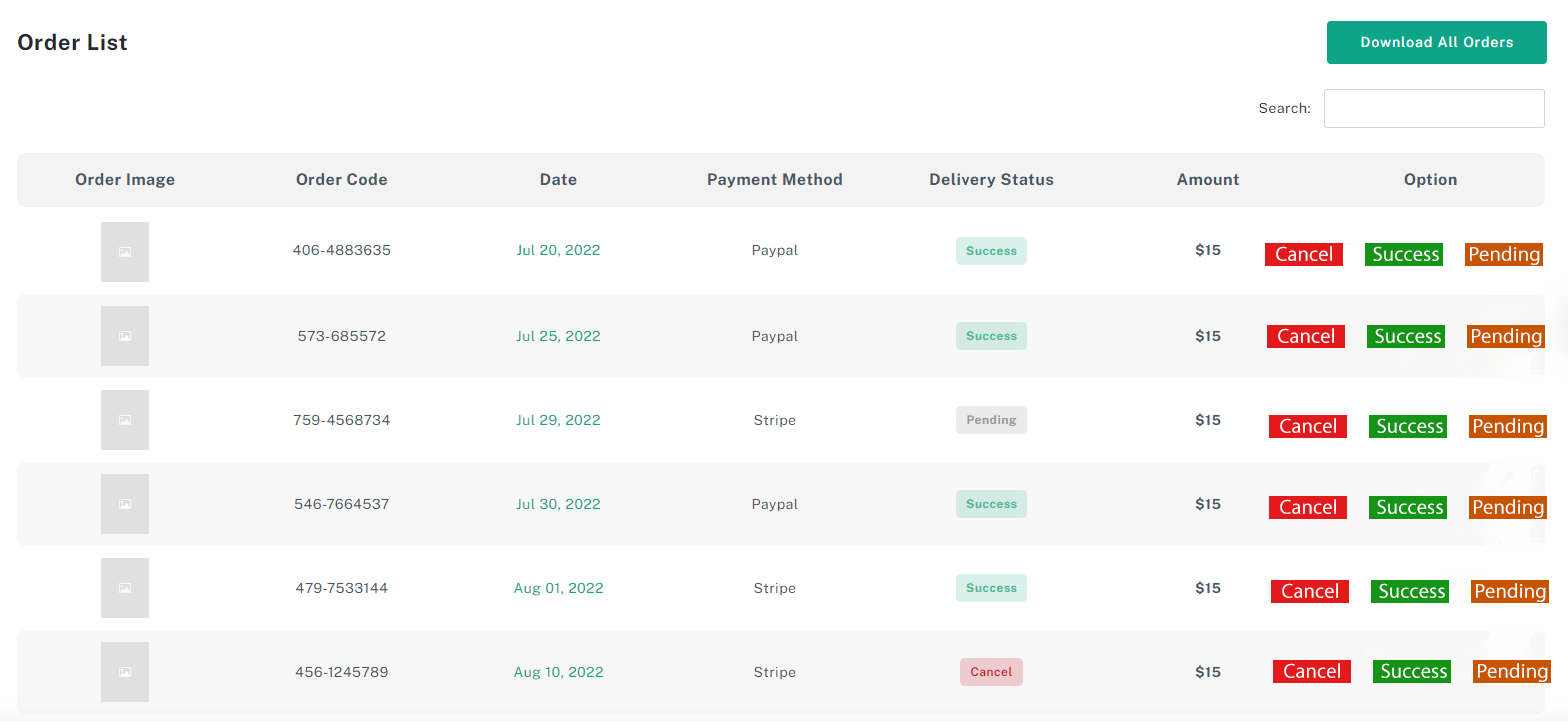 Order List
Download All Orders
Search:
Order Image Order Code Date Payment Method Delivery Status Amount Option
406-4883635 Jul 20, 2022 Paypal Success $15 Cancel Success Pending
573-685572 Jul 25, 2022 Paypal Success $15 Cancel Success Pending
759-4568734 Jul 29, 2022 Stripe Pending $15 Cancel Success Pending
546-7664537 Jul 30, 2022 Paypal Success $15 Cancel Success Pending
479-7533144 Aug 01, 2022 Stripe Success $15 Cancel Success Pending
456-1245789 Aug 10, 2022 Stripe Cancel $15 Cancel Success Pending